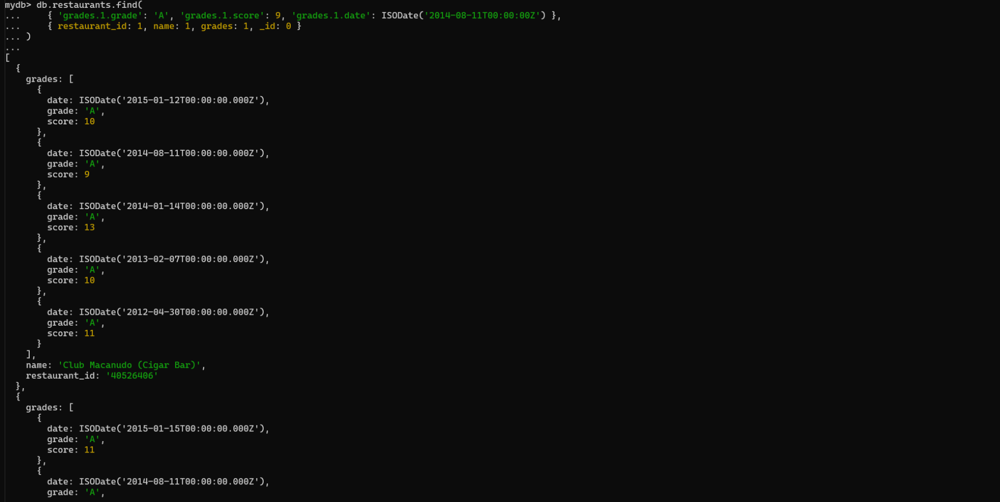 mydb> db.restaurants.find(
...     { 'grades.1.grade': 'A', 'grades.1.score': 9, 'grades.1.date': ISODate('2014-08-11T00:00:00Z') },
...     { restaurant_id: 1, name: 1, grades: 1, _id: 0 }
... )
...
[
  {
    grades: [
      {
        date: ISODate('2015-01-12T00:00:00.000Z'),
        grade: 'A',
        score: 10
      },
      {
        date: ISODate('2014-08-11T00:00:00.000Z'),
        grade: 'A',
        score: 9
      },
      {
        date: ISODate('2014-01-14T00:00:00.000Z'),
        grade: 'A',
        score: 13
      },
      {
        date: ISODate('2013-02-07T00:00:00.000Z'),
        grade: 'A',
        score: 10
      },
      {
        date: ISODate('2012-04-30T00:00:00.000Z'),
        grade: 'A',
        score: 11
      }
    ],
    name: 'Club Macanudo (Cigar Bar)',
    restaurant_id: '40526406'
  },
  {
    grades: [
      {
        date: ISODate('2015-01-15T00:00:00.000Z'),
        grade: 'A',
        score: 11
      },
      {
        date: ISODate('2014-08-11T00:00:00.000Z'),
        grade: 'A',